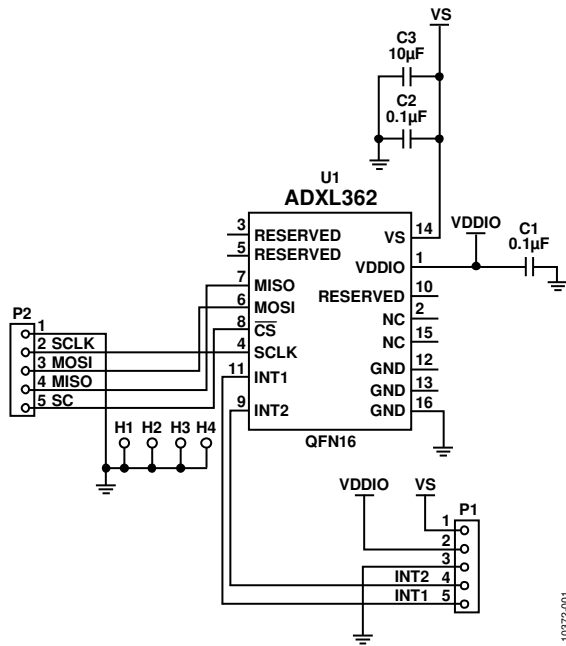 VS
C3
10µF
C2
0.1µF
U1
ADXL362
3 RESERVED
5 RESERVED
7 MISO
6 MOSI
8 CS
4 SCLK
11 INT1
9 INT2
VS 14
VDDIO 1
RESERVED 10
NC 2
NC 15
GND 12
GND 13
GND 16
QFN16
VDDIO
C1
0.1µF
P2
1
2 SCLK
3 MOSI
4 MISO
5 SC
H1 H2 H3 H4
VDDIO VS
P1
1
2
3
INT2 4
INT1 5
10372-001